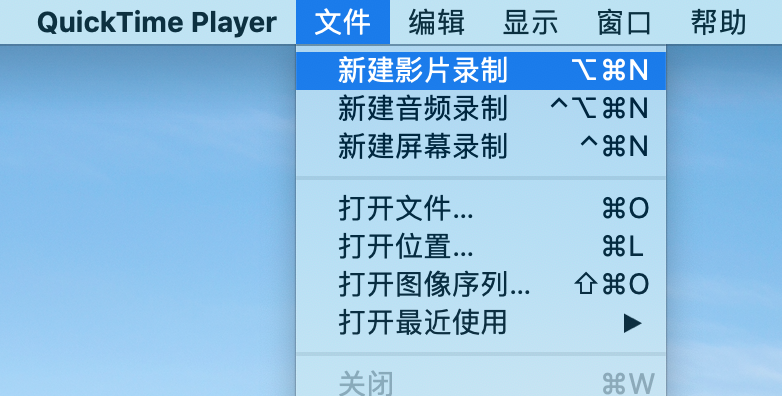 QuickTime Player 文件 编辑 显示 窗口 帮助
新建影片录制 ⌥⌘N
新建音频录制 ^⌥⌘N
新建屏幕录制 ^⌘N
打开文件... ⌘O
打开位置... ⌘L
打开图像序列... ⇧⌘O
打开最近使用 ▶
关闭 ⌘W